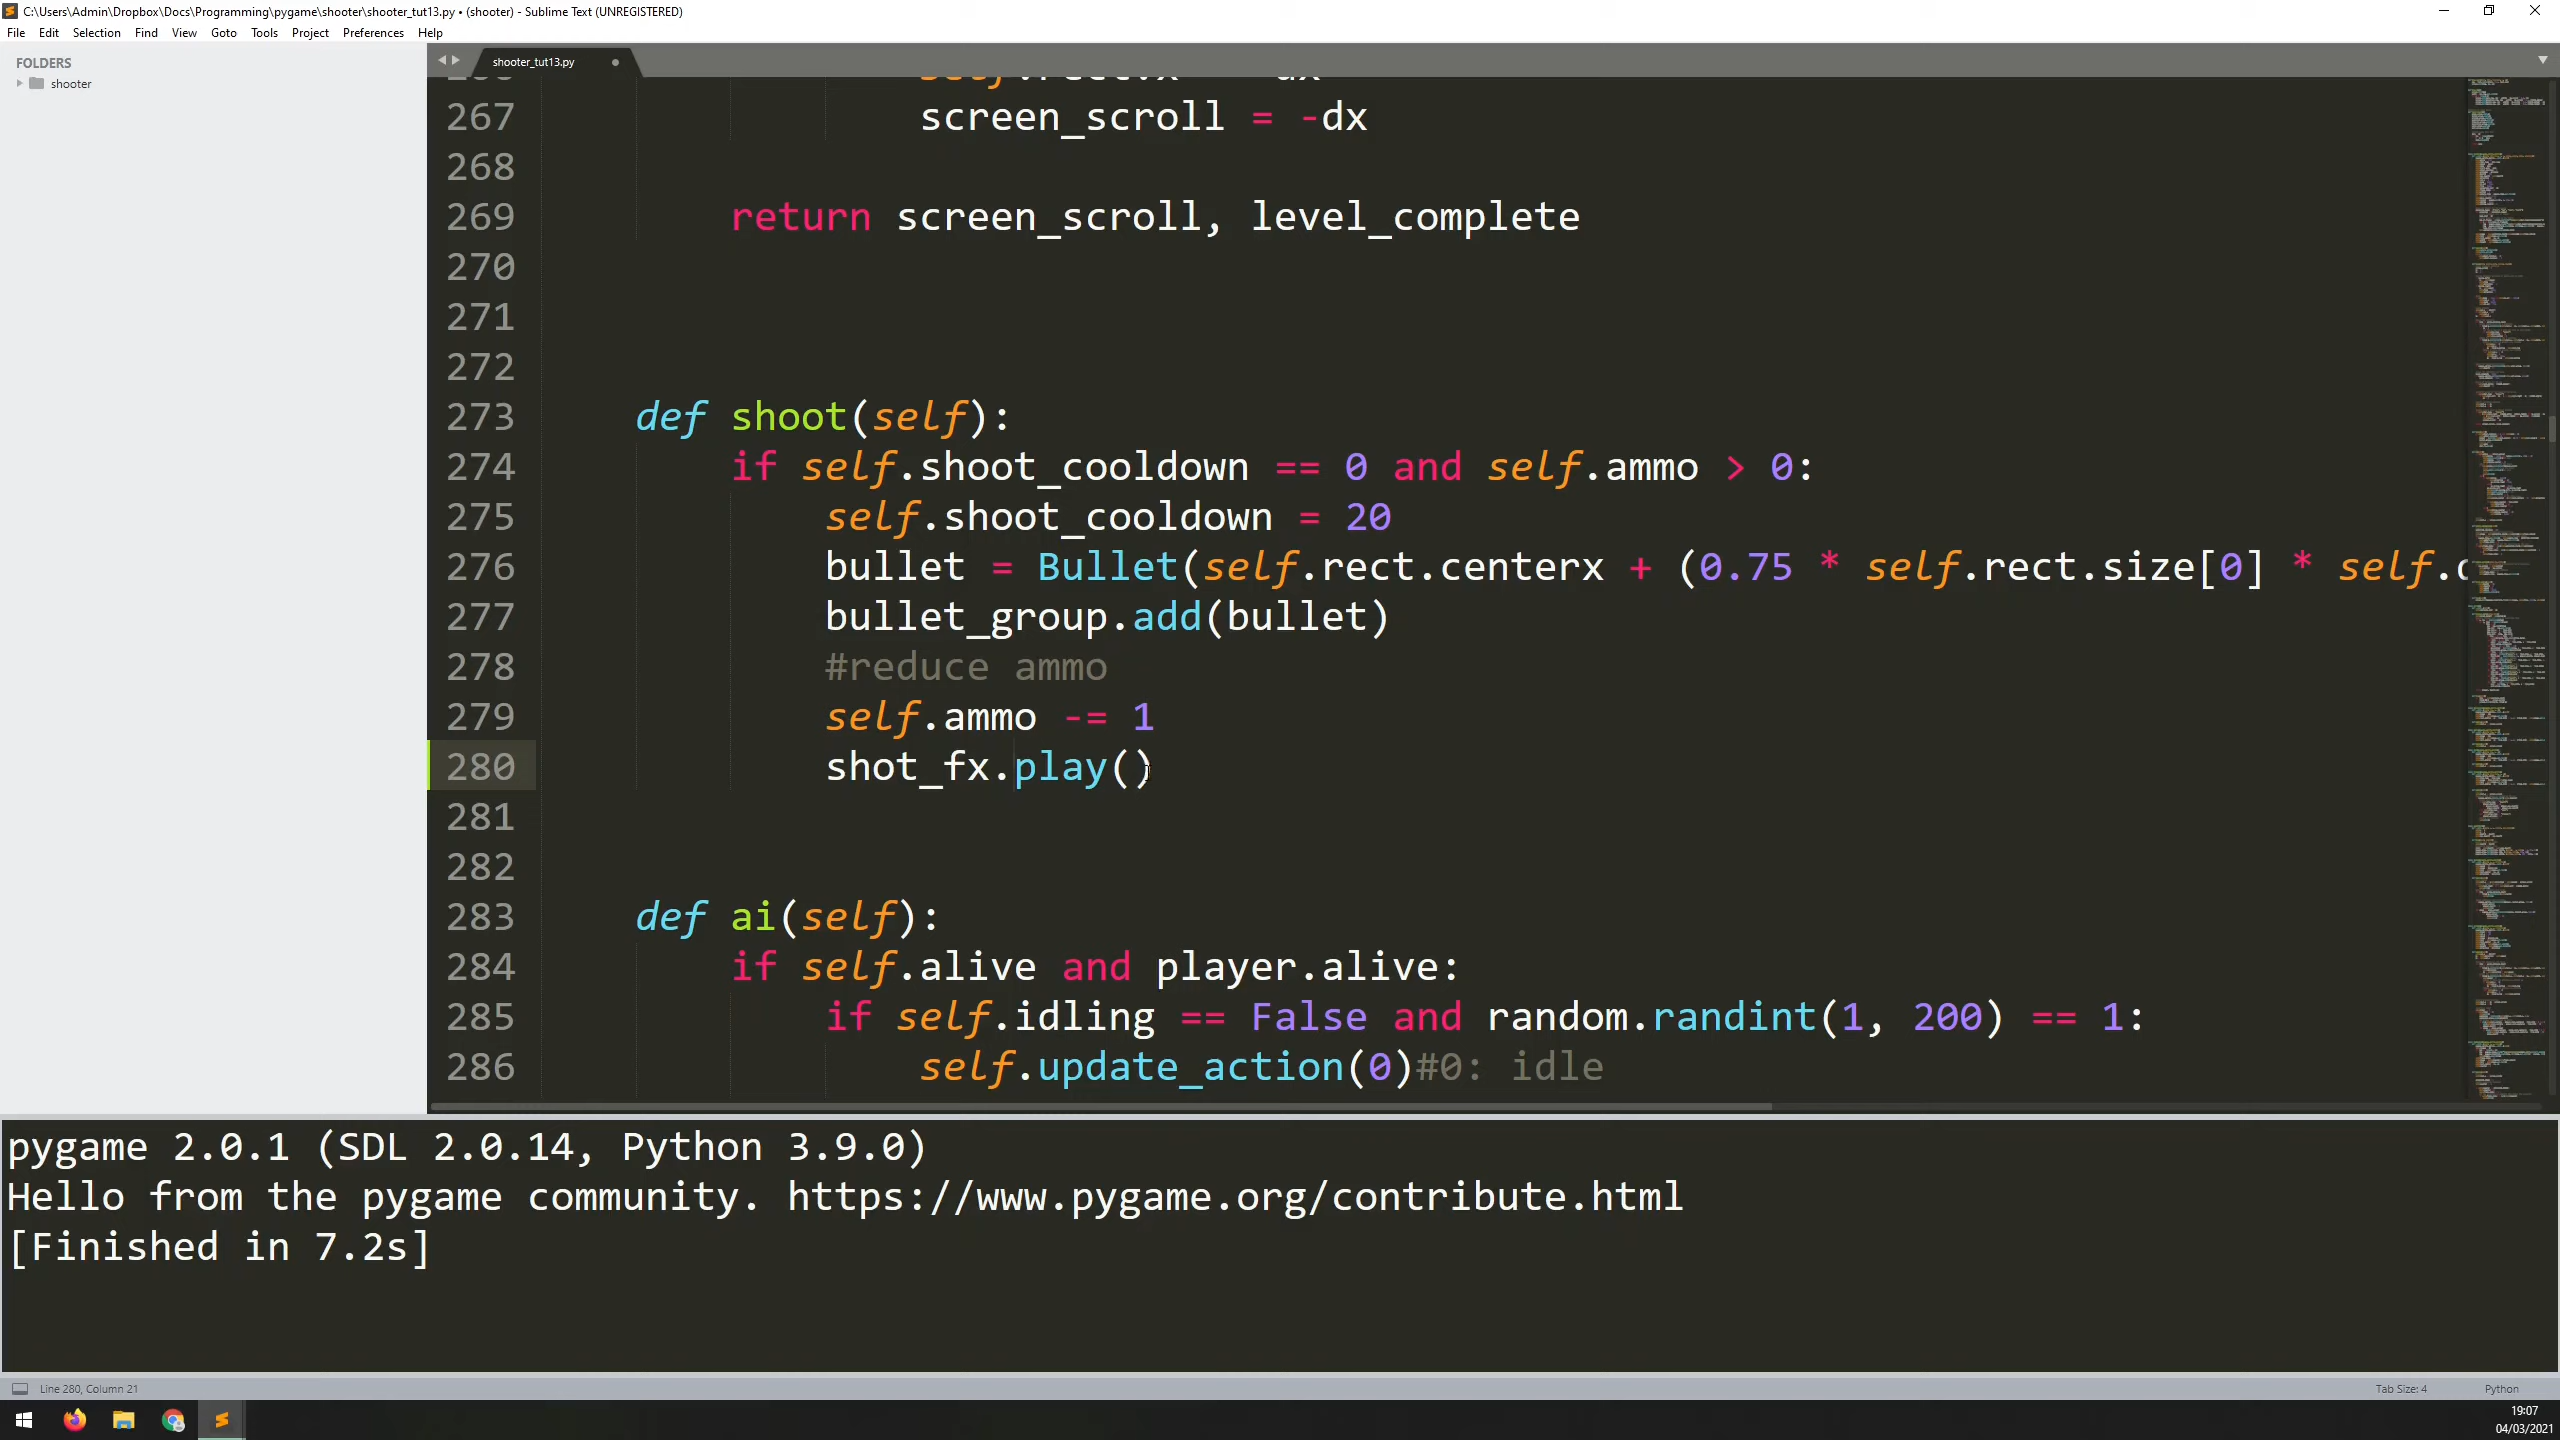 C:\Users\Admin\Dropbox\Docs\Programming\pygame\shooter\shooter_tut13.py • (shooter) - Sublime Text (UNREGISTERED)
File Edit Selection Find View Goto Tools Project Preferences Help
FOLDERS
shooter
shooter_tut13.py
267 screen_scroll = -dx
268
269 return screen_scroll, level_complete
270
271
272
273 def shoot(self):
274 if self.shoot_cooldown == 0 and self.ammo > 0:
275 self.shoot_cooldown = 20
276 bullet = Bullet(self.rect.centerx + (0.75 * self.rect.size[0] * self.
277 bullet_group.add(bullet)
278 #reduce ammo
279 self.ammo -= 1
280 shot_fx.play()
281
282
283 def ai(self):
284 if self.alive and player.alive:
285 if self.idling == False and random.randint(1, 200) == 1:
286 self.update_action(0)#0: idle
pygame 2.0.1 (SDL 2.0.14, Python 3.9.0)
Hello from the pygame community. https://www.pygame.org/contribute.html
[Finished in 7.2s]
Line 280, Column 21
Tab Size: 4
Python
19:07
04/03/2021